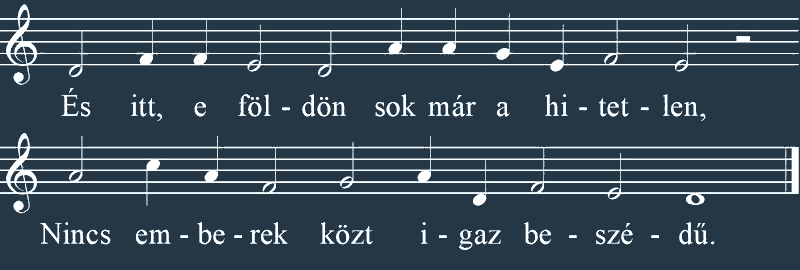 És itt, e föl - dön sok már a hi - tet - len,
Nincs em - be - rek közt i - gaz be - szé - dű.